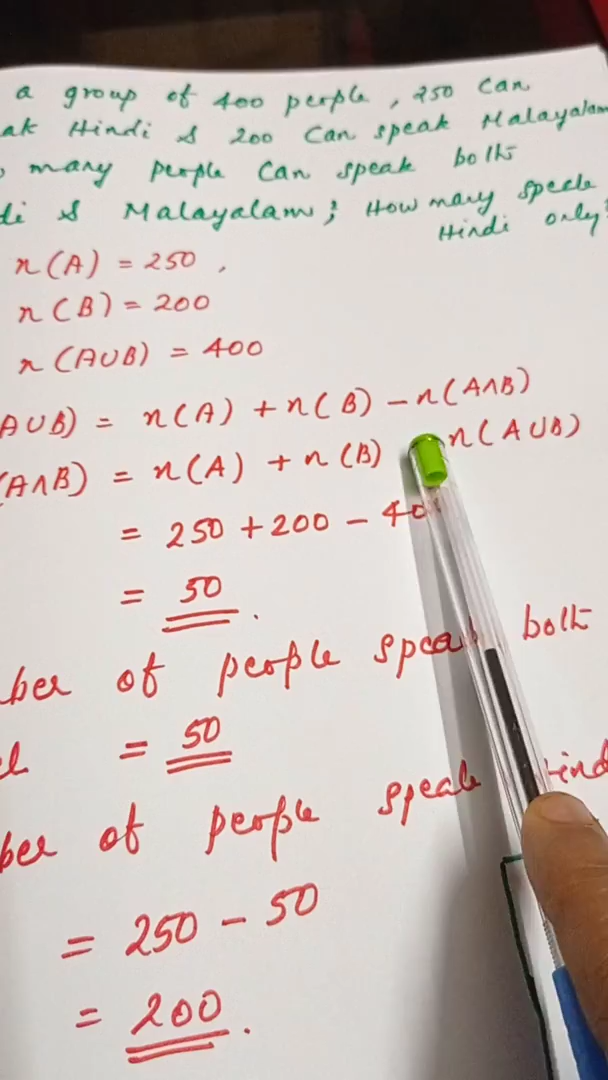 a group of 400 people, 250 can
ak Hindi & 200 can speak Malayalam
many people can speak both
di & Malayalam; How many speak
Hindi only?
n(A) = 250,
n(B) = 200
n(A∪B) = 400
A∪B) = n(A) + n(B) - n(A∩B)
(A∩B) = n(A) + n(B) n(A∪B)
= 250 + 200 - 40
= 50.
ber of people speak both
= 50
ber of people speak Hind
= 250 - 50
= 200.